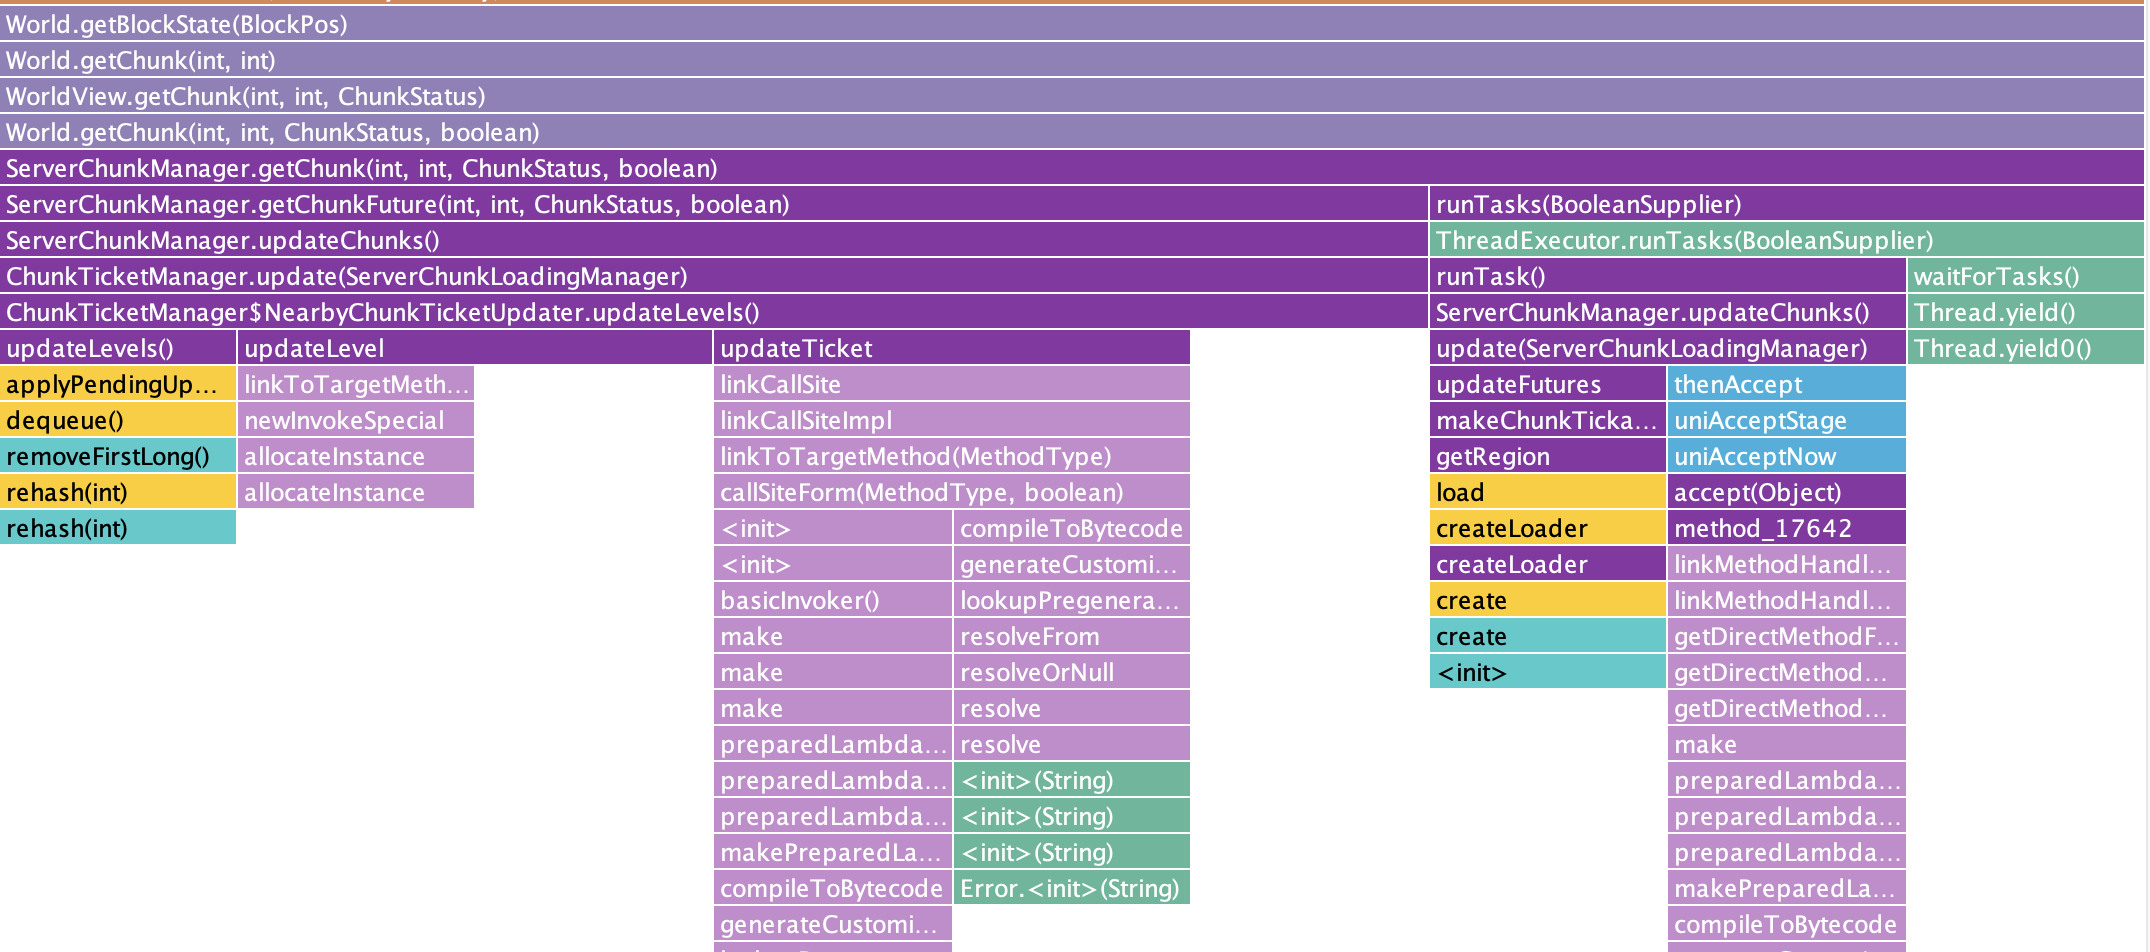 World.getBlockState(BlockPos)
World.getChunk(int, int)
WorldView.getChunk(int, int, ChunkStatus)
World.getChunk(int, int, ChunkStatus, boolean)
ServerChunkManager.getChunk(int, int, ChunkStatus, boolean)
ServerChunkManager.getChunkFuture(int, int, ChunkStatus, boolean) runTasks(BooleanSupplier)
ServerChunkManager.updateChunks() ThreadExecutor.runTasks(BooleanSupplier)
ChunkTicketManager.update(ServerChunkLoadingManager) runTask() waitForTasks()
ChunkTicketManager$NearbyChunkTicketUpdater.updateLevels() ServerChunkManager.updateChunks() Thread.yield()
updateLevels() updateLevel updateTicket update(ServerChunkLoadingManager) Thread.yield0()
applyPendingUp... linkToTargetMeth... linkCallSite updateFutures thenAccept
dequeue() newInvokeSpecial linkCallSiteImpl makeChunkTicka... uniAcceptStage
removeFirstLong() allocateInstance linkToTargetMethod(MethodType) getRegion uniAcceptNow
rehash(int) allocateInstance callSiteForm(MethodType, boolean) load accept(Object)
rehash(int) <init> compileToBytecode createLoader method_17642
<init> generateCustomi... createLoader linkMethodHandl...
basicInvoker() lookupPregenera... create linkMethodHandl...
make resolveFrom create getDirectMethodF...
make resolveOrNull <init> getDirectMethod...
make resolve getDirectMethod...
preparedLambda... resolve make
preparedLambda... <init>(String) preparedLambda...
preparedLambda... <init>(String) preparedLambda...
makePreparedLa... <init>(String) preparedLambda...
compileToBytecode Error.<init>(String) makePreparedLa...
generateCustomi... compileToBytecode